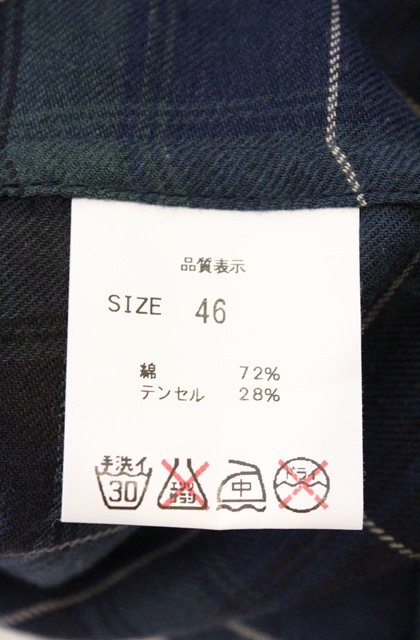 品質表示
SIZE 46
綿 72%
テンセル 28%
手洗イ 30 エンソ サラシ 中 ドライ